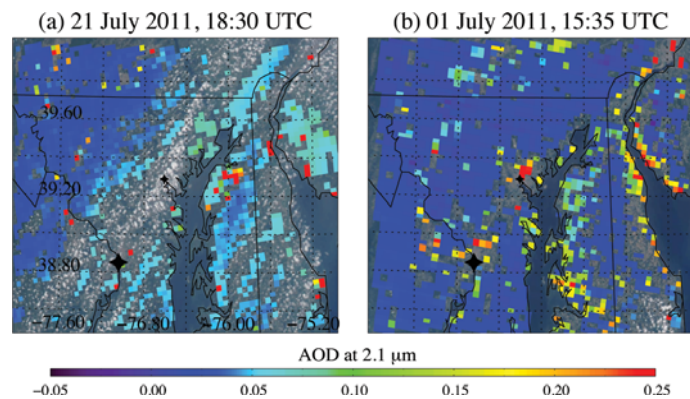 (a) 21 July 2011, 18:30 UTC
(b) 01 July 2011, 15:35 UTC
39.60
39.20
38.80
−77.60 −76.80 −76.00 −75.20
AOD at 2.1 μm
−0.05 0.00 0.05 0.10 0.15 0.20 0.25